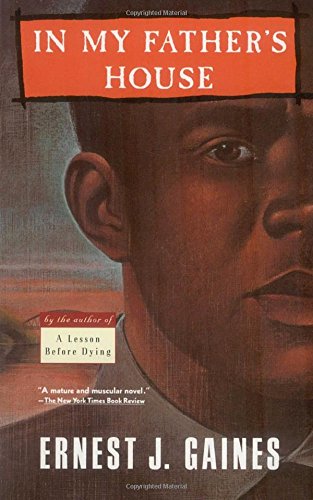 IN MY FATHER'S
HOUSE
by the author of
A Lesson
Before Dying
"A mature and muscular novel."
—The New York Times Book Review
ERNEST J. GAINES